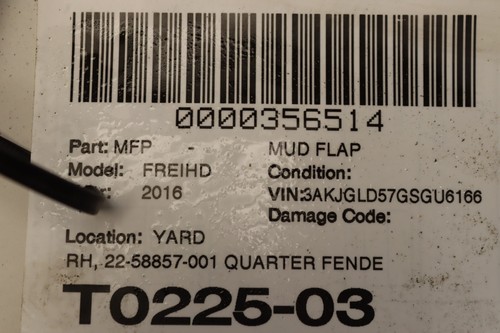 0000356514
Part: MFP - MUD FLAP
Model: FREIHD Condition:
2016 VIN:3AKJGLD57GSGU6166
Damage Code:
Location: YARD
RH, 22-58857-001 QUARTER FENDE
T0225-03